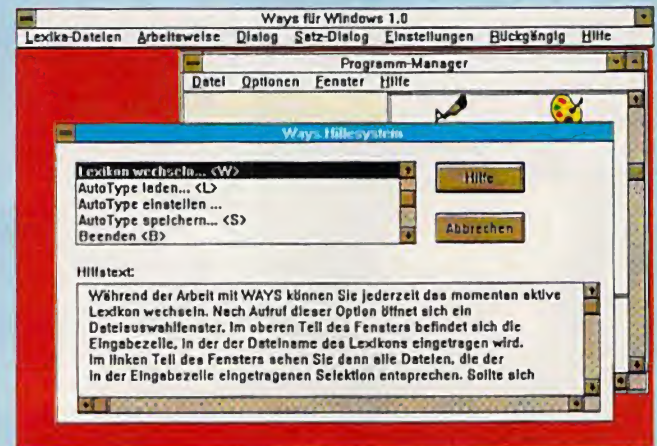 Ways für Windows 1.0
Lexika-Dateien Arbeitsweise Dialog Satz-Dialog Einstellungen Rückgängig Hilfe
Programm-Manager
Datei Optionen Fenster Hilfe
Ways Hilfesystem
Lexikon wechseln... <W>
AutoType laden... <L>
AutoType einstellen ...
AutoType speichern... <S>
Beenden <B>
Hilfe
Abbrechen
Hilfstext:
Während der Arbeit mit WAYS können Sie jederzeit das momentan aktive
Lexikon wechseln. Nach Aufruf dieser Option öffnet sich ein
Dateiauswahlfenster. Im oberen Teil des Fensters befindet sich die
Eingabezeile, in der der Dateiname des Lexikons eingetragen wird.
Im linken Teil des Fensters sehen Sie dann alle Dateien, die der
in der Eingabezeile eingetragenen Selektion entsprechen. Sollte sich